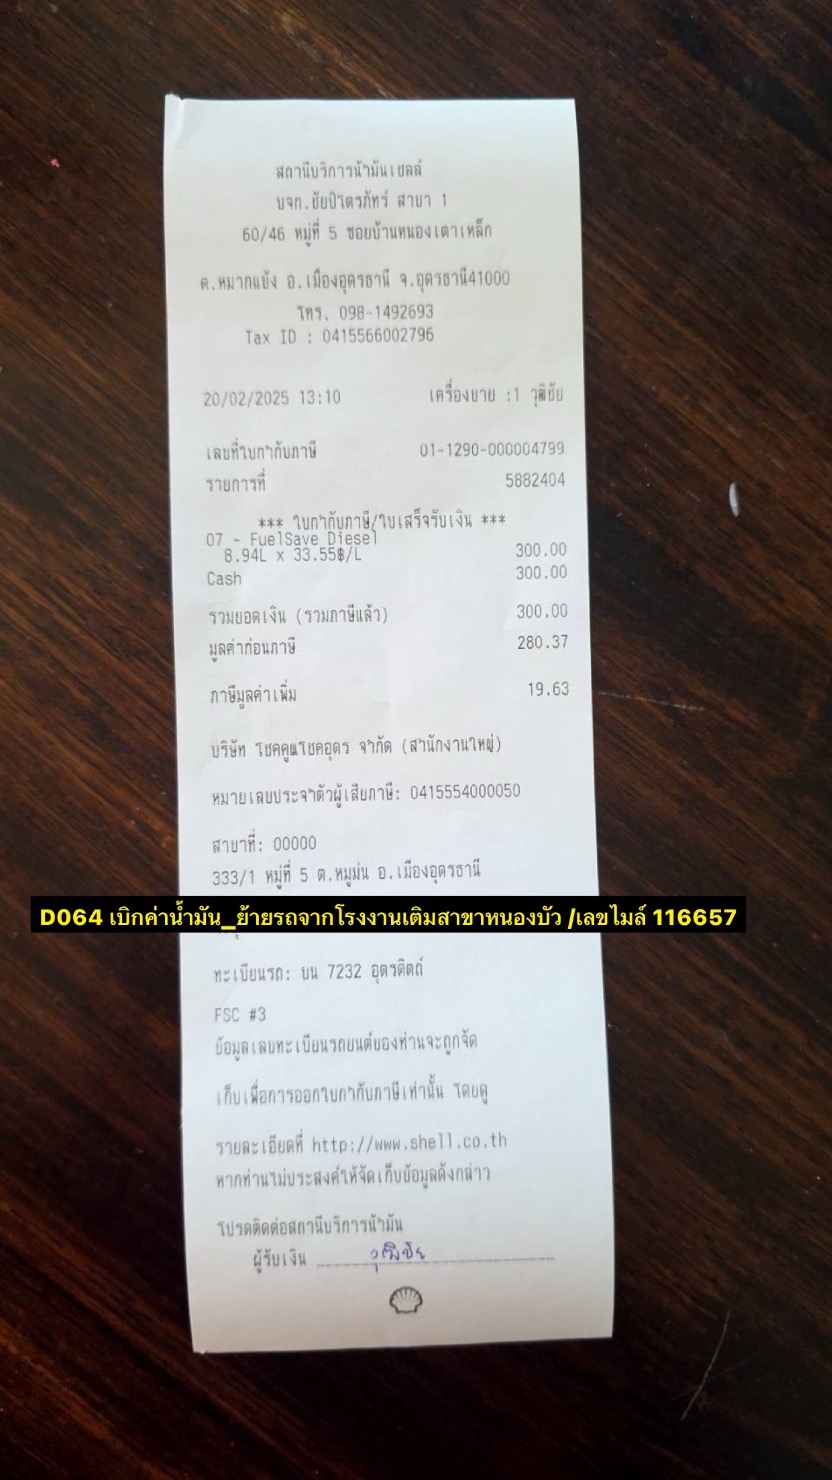 สถานีบริการน้ำมันเชลล์
บจก.ชัยปิโตรภัทร์ สาขา 1
60/46 หมู่ที่ 5 ซอยบ้านหนองเตาเหล็ก
ต.หมากแข้ง อ.เมืองอุดรธานี จ.อุดรธานี41000
โทร. 098-1492693
Tax ID : 0415566002796
20/02/2025 13:10 เครื่องขาย :1 วุฒิชัย
เลขที่ใบกำกับภาษี 01-1290-000004799
รายการที่ 5882404
*** ใบกำกับภาษี/ใบเสร็จรับเงิน ***
07 - FuelSave Diesel
8.94L x 33.55฿/L 300.00
Cash 300.00
รวมยอดเงิน (รวมภาษีแล้ว) 300.00
มูลค่าก่อนภาษี 280.37
ภาษีมูลค่าเพิ่ม 19.63
บริษัท โชคคูณโชคอุดร จำกัด (สำนักงานใหญ่)
หมายเลขประจำตัวผู้เสียภาษี: 0415554000050
สาขาที่: 00000
333/1 หมู่ที่ 5 ต.หมูม่น อ.เมืองอุดรธานี
D064 เบิกค่าน้ำมัน_ย้ายรถจากโรงงานเติมสาขาหนองบัว /เลขไมล์ 116657
ทะเบียนรถ: บน 7232 อุตรดิตถ์
FSC #3
ข้อมูลเลขทะเบียนรถยนต์ของท่านจะถูกจัด
เก็บเพื่อการออกใบกำกับภาษีเท่านั้น โดยดู
รายละเอียดที่ http://www.shell.co.th
หากท่านไม่ประสงค์ให้จัดเก็บข้อมูลดังกล่าว
โปรดติดต่อสถานีบริการน้ำมัน
ผู้รับเงิน วุฒิชัย